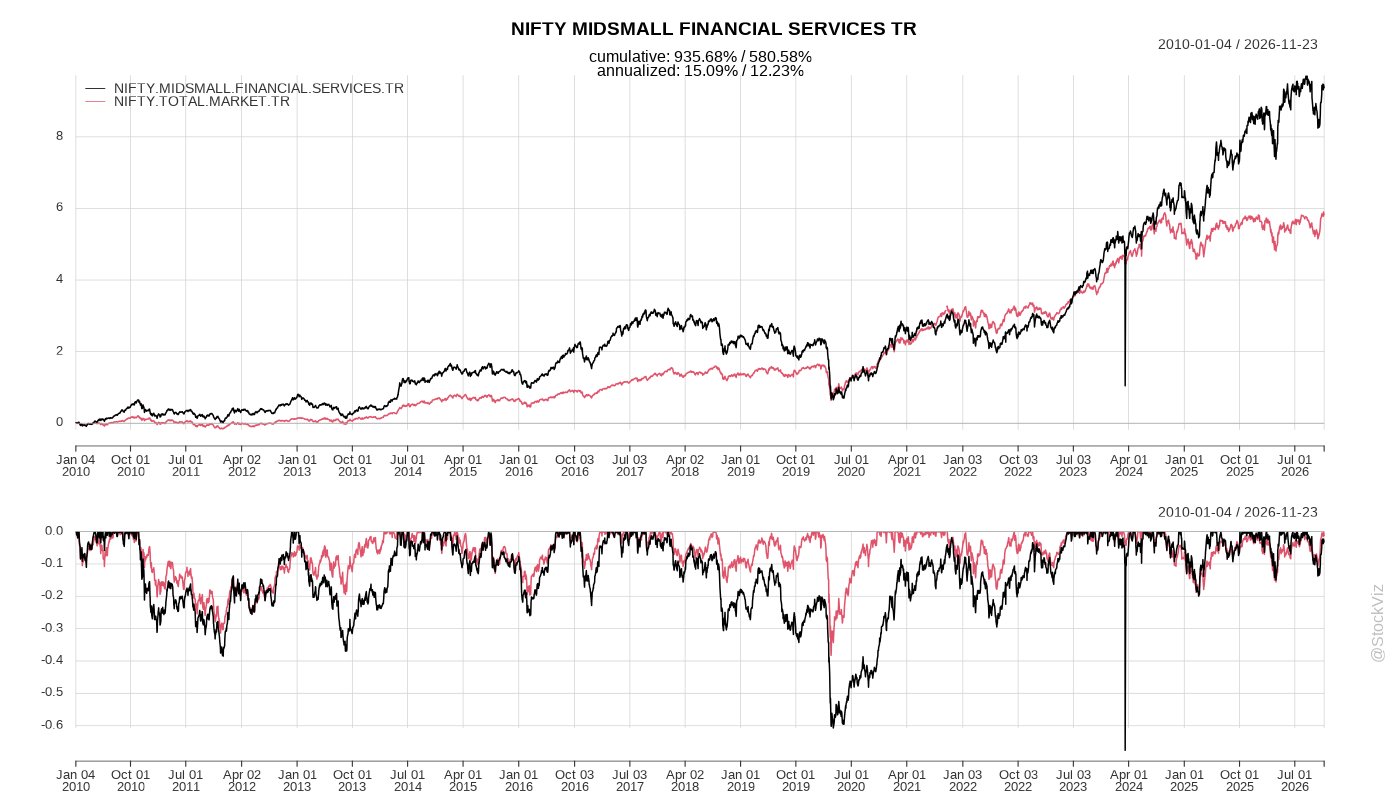 NIFTY MIDSMALL FINANCIAL SERVICES TR
2010-01-04 / 2026-11-23
cumulative: 935.68% / 580.58%
annualized: 15.09% / 12.23%
NIFTY.MIDSMALL.FINANCIAL.SERVICES.TR
NIFTY.TOTAL.MARKET.TR
8
6
4
2
0
Jan 04 Oct 01 Jul 01 Apr 02 Jan 01 Oct 01 Jul 01 Apr 01 Jan 01 Oct 03 Jul 03 Apr 02 Jan 01 Oct 01 Jul 01 Apr 01 Jan 03 Oct 03 Jul 03 Apr 01 Jan 01 Oct 01 Jul 01
2010 2010 2011 2012 2013 2013 2014 2015 2016 2016 2017 2018 2019 2019 2020 2021 2022 2022 2023 2024 2025 2025 2026
2010-01-04 / 2026-11-23
0.0
-0.1
-0.2
-0.3
-0.4
-0.5
-0.6
Jan 04 Oct 01 Jul 01 Apr 02 Jan 01 Oct 01 Jul 01 Apr 01 Jan 01 Oct 03 Jul 03 Apr 02 Jan 01 Oct 01 Jul 01 Apr 01 Jan 03 Oct 03 Jul 03 Apr 01 Jan 01 Oct 01 Jul 01
2010 2010 2011 2012 2013 2013 2014 2015 2016 2016 2017 2018 2019 2019 2020 2021 2022 2022 2023 2024 2025 2025 2026
@StockViz